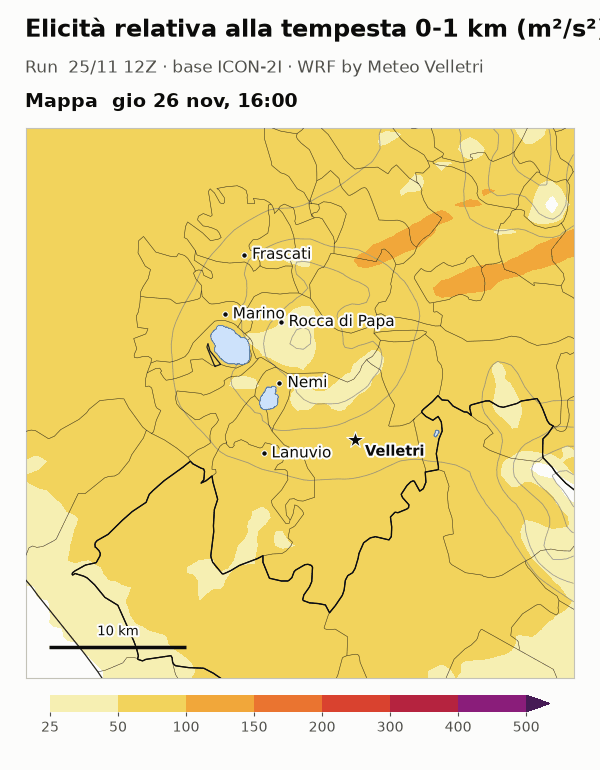 Elicità relativa alla tempesta 0-1 km (m²/s²)
Run 25/11 12Z · base ICON-2I · WRF by Meteo Velletri
Mappa gio 26 nov, 16:00
Frascati
Marino
Rocca di Papa
Nemi
Velletri
Lanuvio
10 km
25 50 100 150 200 300 400 500